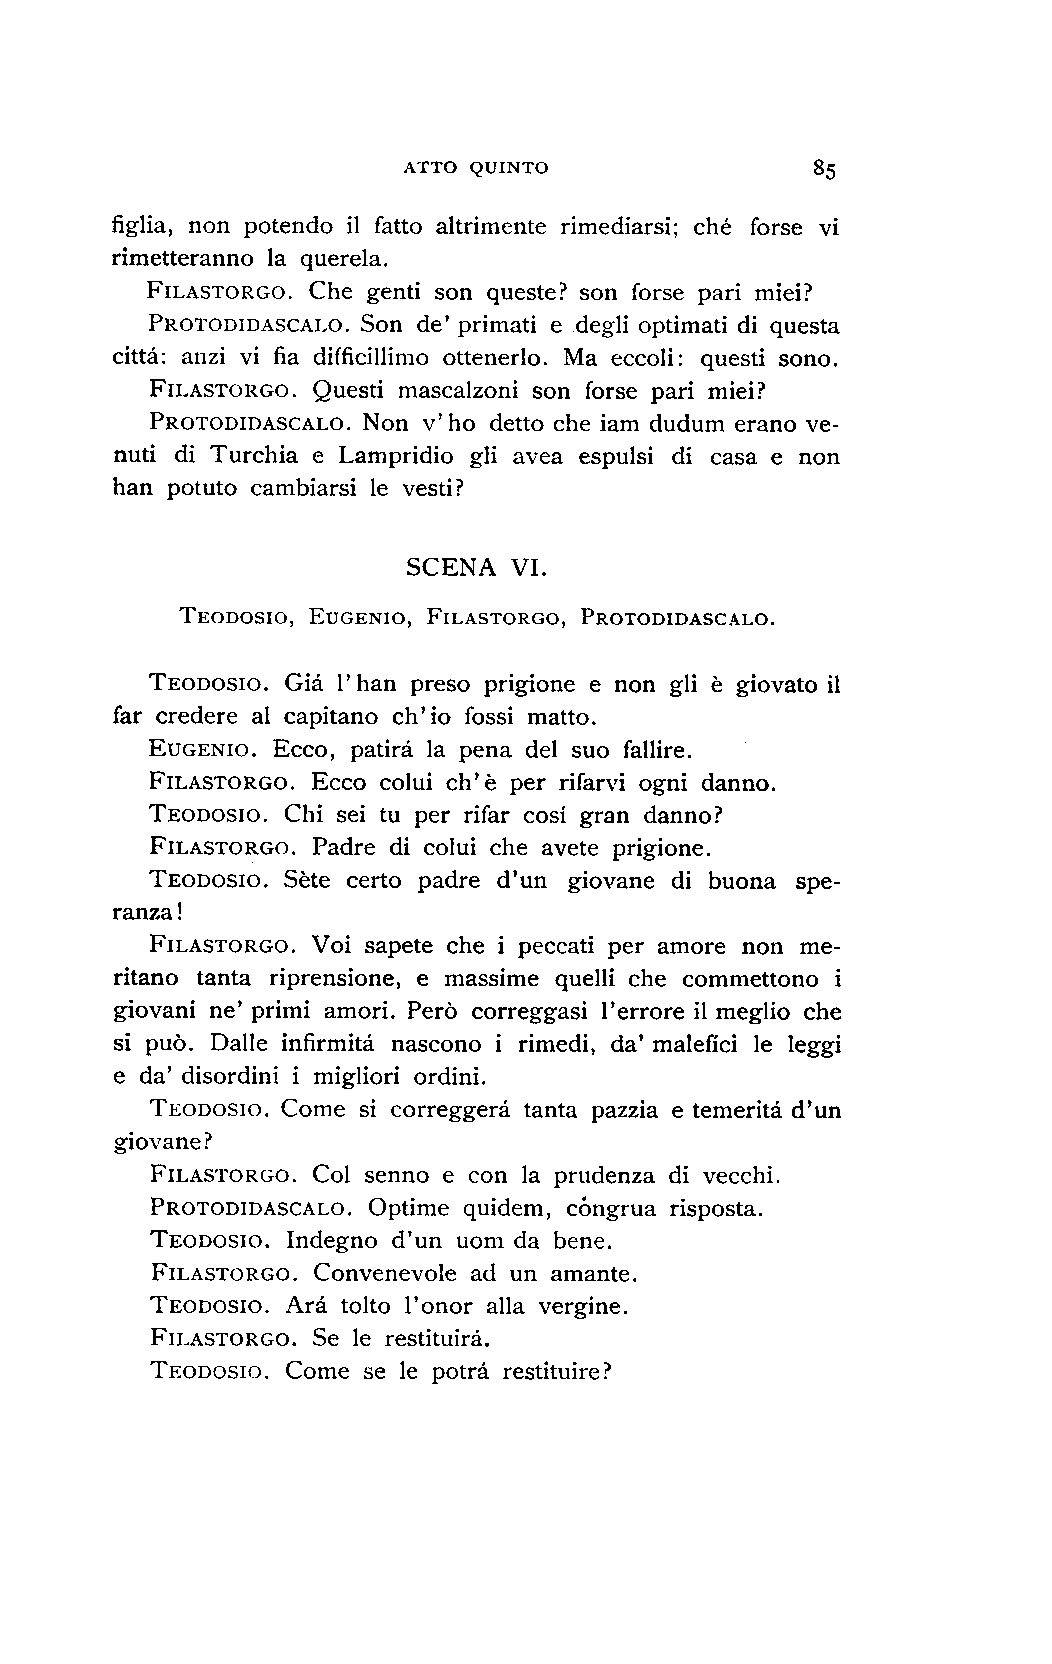 ATTO QUINTO 85
figlia, non potendo il fatto altrimente rimediarsi; ché forse vi
rimetteranno la querela.
FILASTORGO. Che genti son queste? son forse pari miei?
PROTODIDASCALO. Son de' primati e degli optimati di questa
cittá: anzi vi fia difficillimo ottenerlo. Ma eccoli: questi sono.
FILASTORGO. Questi mascalzoni son forse pari miei?
PROTODIDASCALO. Non v'ho detto che iam dudum erano ve-
nuti di Turchia e Lampridio gli avea espulsi di casa e non
han potuto cambiarsi le vesti?
SCENA VI.
TEODOSIO, EUGENIO, FILASTORGO, PROTODIDASCALO.
TEODOSIO. Giá l'han preso prigione e non gli è giovato il
far credere al capitano ch'io fossi matto.
EUGENIO. Ecco, patirá la pena del suo fallire.
FILASTORGO. Ecco colui ch'è per rifarvi ogni danno.
TEODOSIO. Chi sei tu per rifar cosí gran danno?
FILASTORGO. Padre di colui che avete prigione.
TEODOSIO. Sète certo padre d'un giovane di buona spe-
ranza!
FILASTORGO. Voi sapete che i peccati per amore non me-
ritano tanta riprensione, e massime quelli che commettono i
giovani ne' primi amori. Però correggasi l'errore il meglio che
si può. Dalle infirmitá nascono i rimedi, da' malefíci le leggi
e da' disordini i migliori ordini.
TEODOSIO. Come si correggerá tanta pazzia e temeritá d'un
giovane?
FILASTORGO. Col senno e con la prudenza di vecchi.
PROTODIDASCALO. Optime quidem, cóngrua risposta.
TEODOSIO. Indegno d'un uom da bene.
FILASTORGO. Convenevole ad un amante.
TEODOSIO. Ará tolto l'onor alla vergine.
FILASTORGO. Se le restituirá.
TEODOSIO. Come se le potrá restituire?